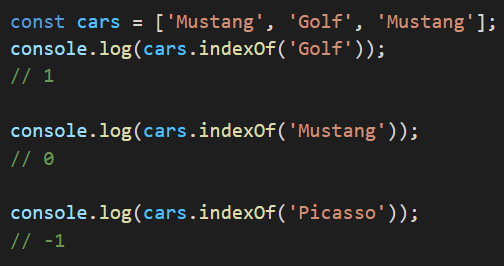 const cars = ['Mustang', 'Golf', 'Mustang'];
console.log(cars.indexOf('Golf'));
// 1
console.log(cars.indexOf('Mustang'));
// 0
console.log(cars.indexOf('Picasso'));
// -1